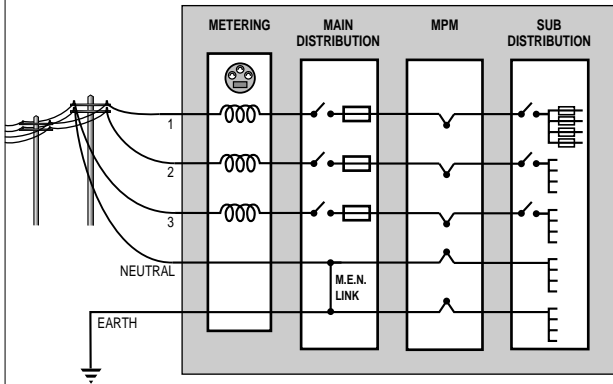 METERING
MAIN
DISTRIBUTION
MPM
SUB
DISTRIBUTION
1
2
3
NEUTRAL
M.E.N.
LINK
EARTH